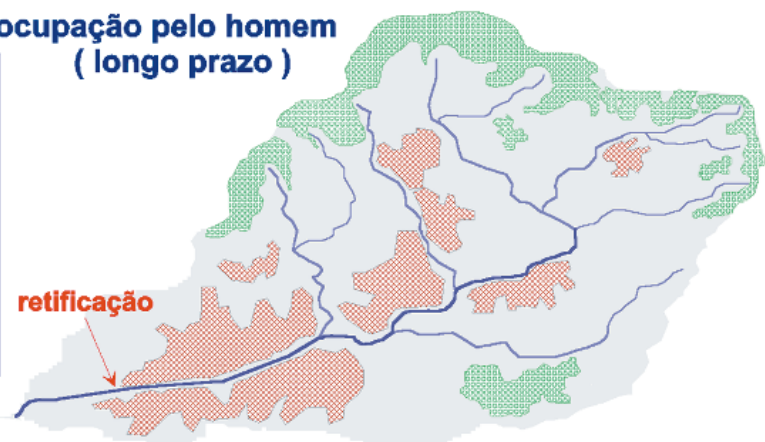 ocupação pelo homem
( longo prazo )
retificação